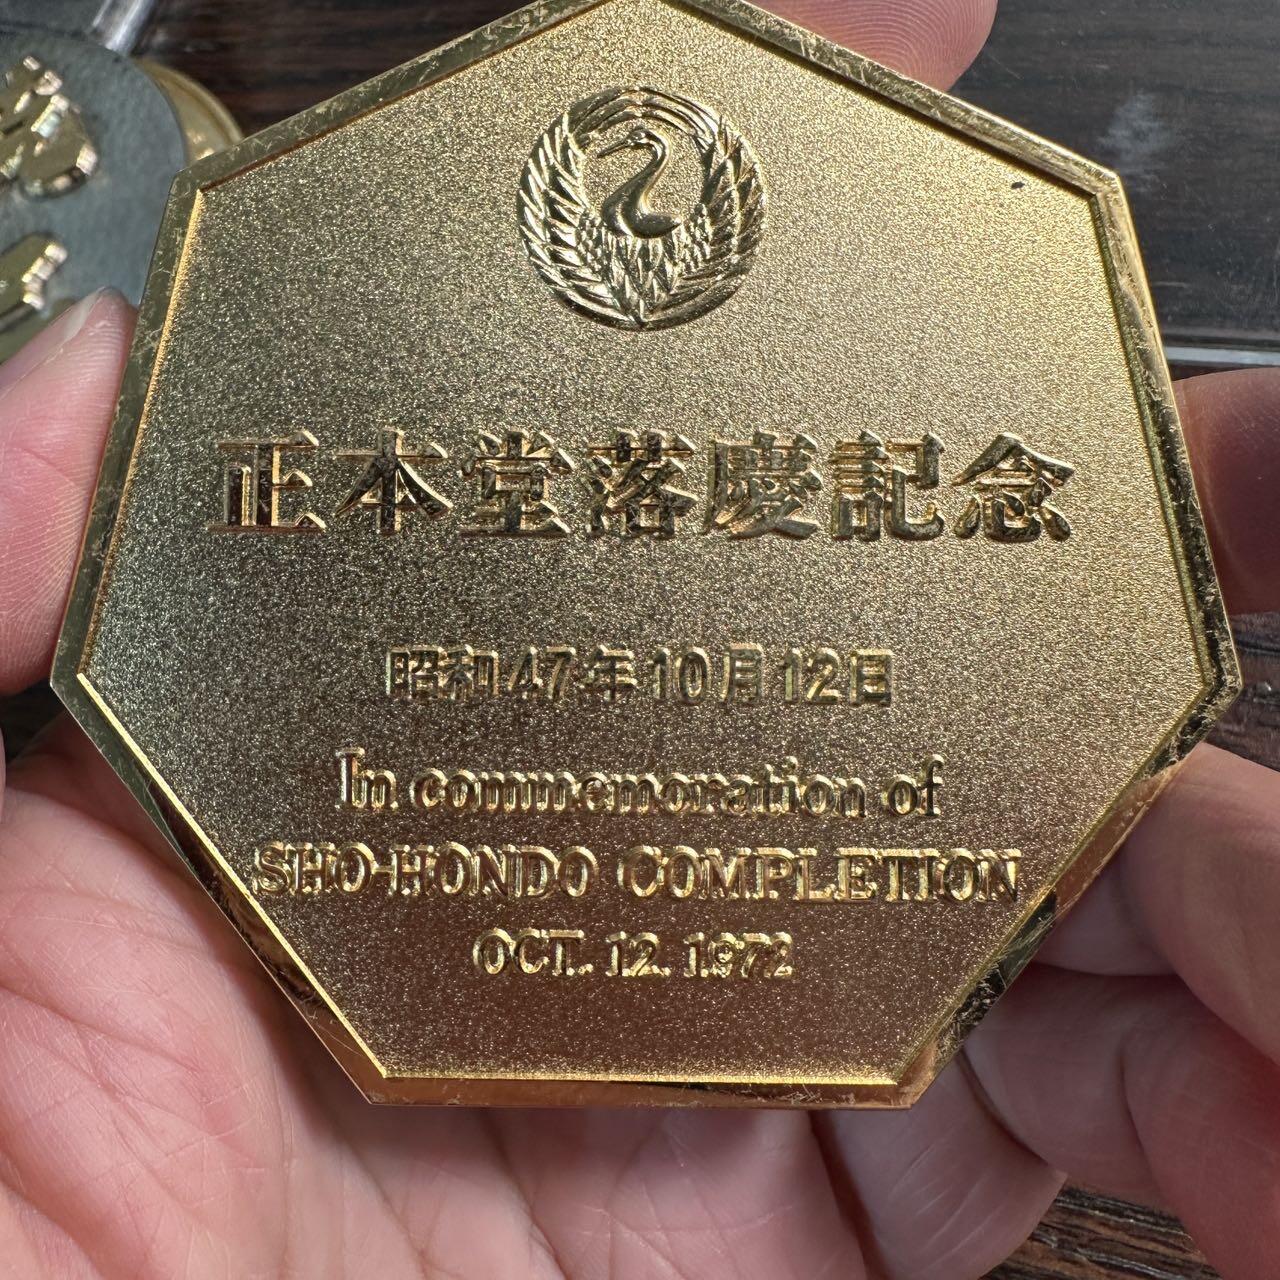 正本堂落慶記念
昭和47年10月12日
In commemoration of
SHO-HONDO COMPLETION
OCT. 12. 1972